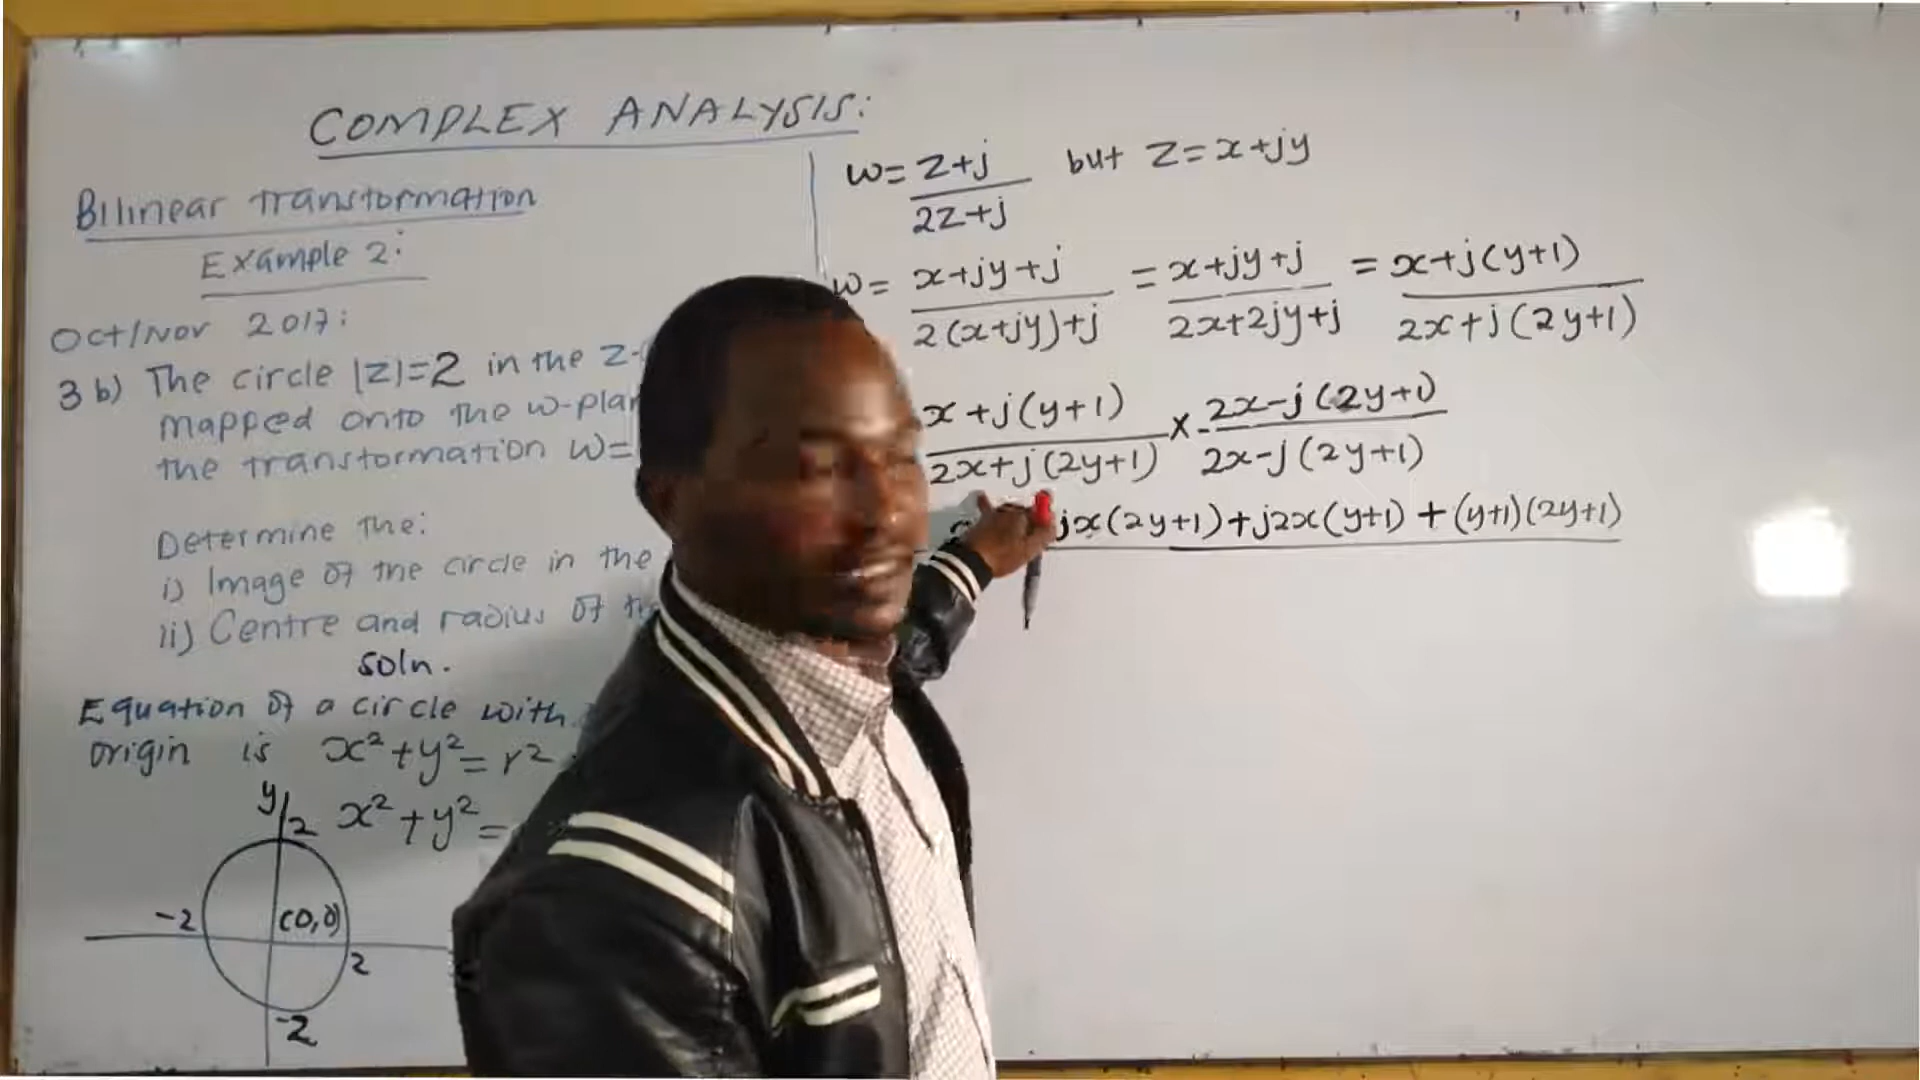 COMPLEX ANALYSIS:
Bilinear transformation
Example 2:
Oct/Nov 2017:
3 b) The circle |z|=2 in the z-
mapped onto the w-plan
the transformation w=
Determine the:
i) Image of the circle in the
ii) Centre and radius of
soln.
Equation of a circle with
origin is x²+y²=r²
x²+y²=
y
2
-2
(0,0)
2
-2
w= z+j / 2z+j but z=x+jy
w= x+jy+j / 2(x+jy)+j = x+jy+j / 2x+2jy+j = x+j(y+1) / 2x+j(2y+1)
x+j(y+1) / 2x+j(2y+1) × 2x-j(2y+1) / 2x-j(2y+1)
jx(2y+1)+j2x(y+1)+(y+1)(2y+1)